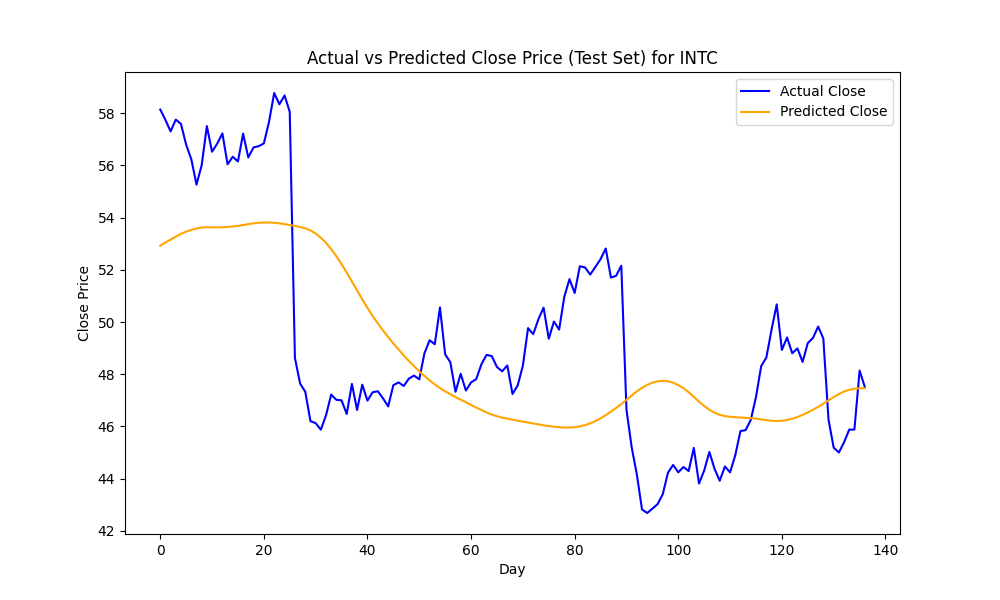 Actual vs Predicted Close Price (Test Set) for INTC
Actual Close
Predicted Close
Close Price
58
56
54
52
50
48
46
44
42
0 20 40 60 80 100 120 140
Day